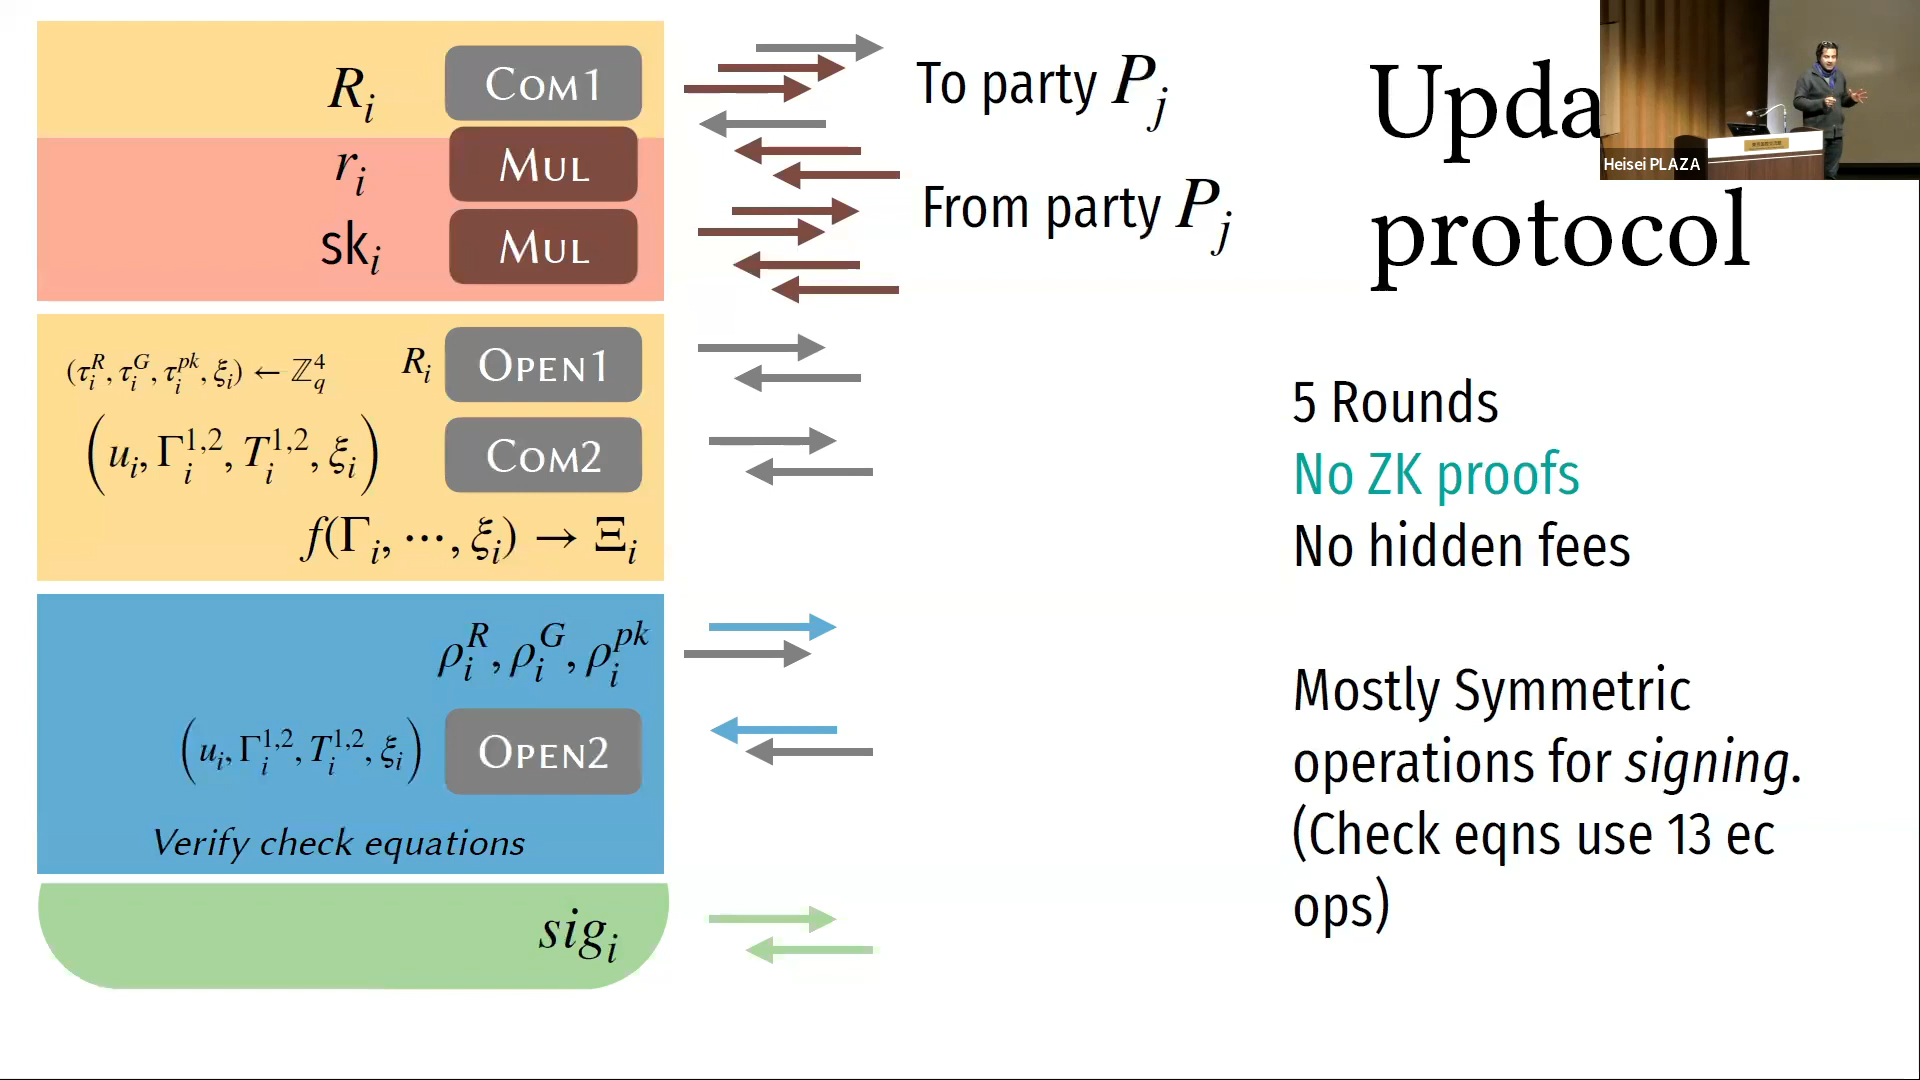 R_i COM1
r_i MUL
sk_i MUL
To party P_j
From party P_j
Upda
protocol
Heisei PLAZA
(τ_i^R, τ_i^G, τ_i^{pk}, ξ_i) ← ℤ_q^4 R_i OPEN1
(u_i, Γ_i^{1,2}, T_i^{1,2}, ξ_i) COM2
f(Γ_i, ⋯, ξ_i) → Ξ_i
ρ_i^R, ρ_i^G, ρ_i^{pk}
(u_i, Γ_i^{1,2}, T_i^{1,2}, ξ_i) OPEN2
Verify check equations
sig_i
5 Rounds
No ZK proofs
No hidden fees
Mostly Symmetric
operations for signing.
(Check eqns use 13 ec
ops)